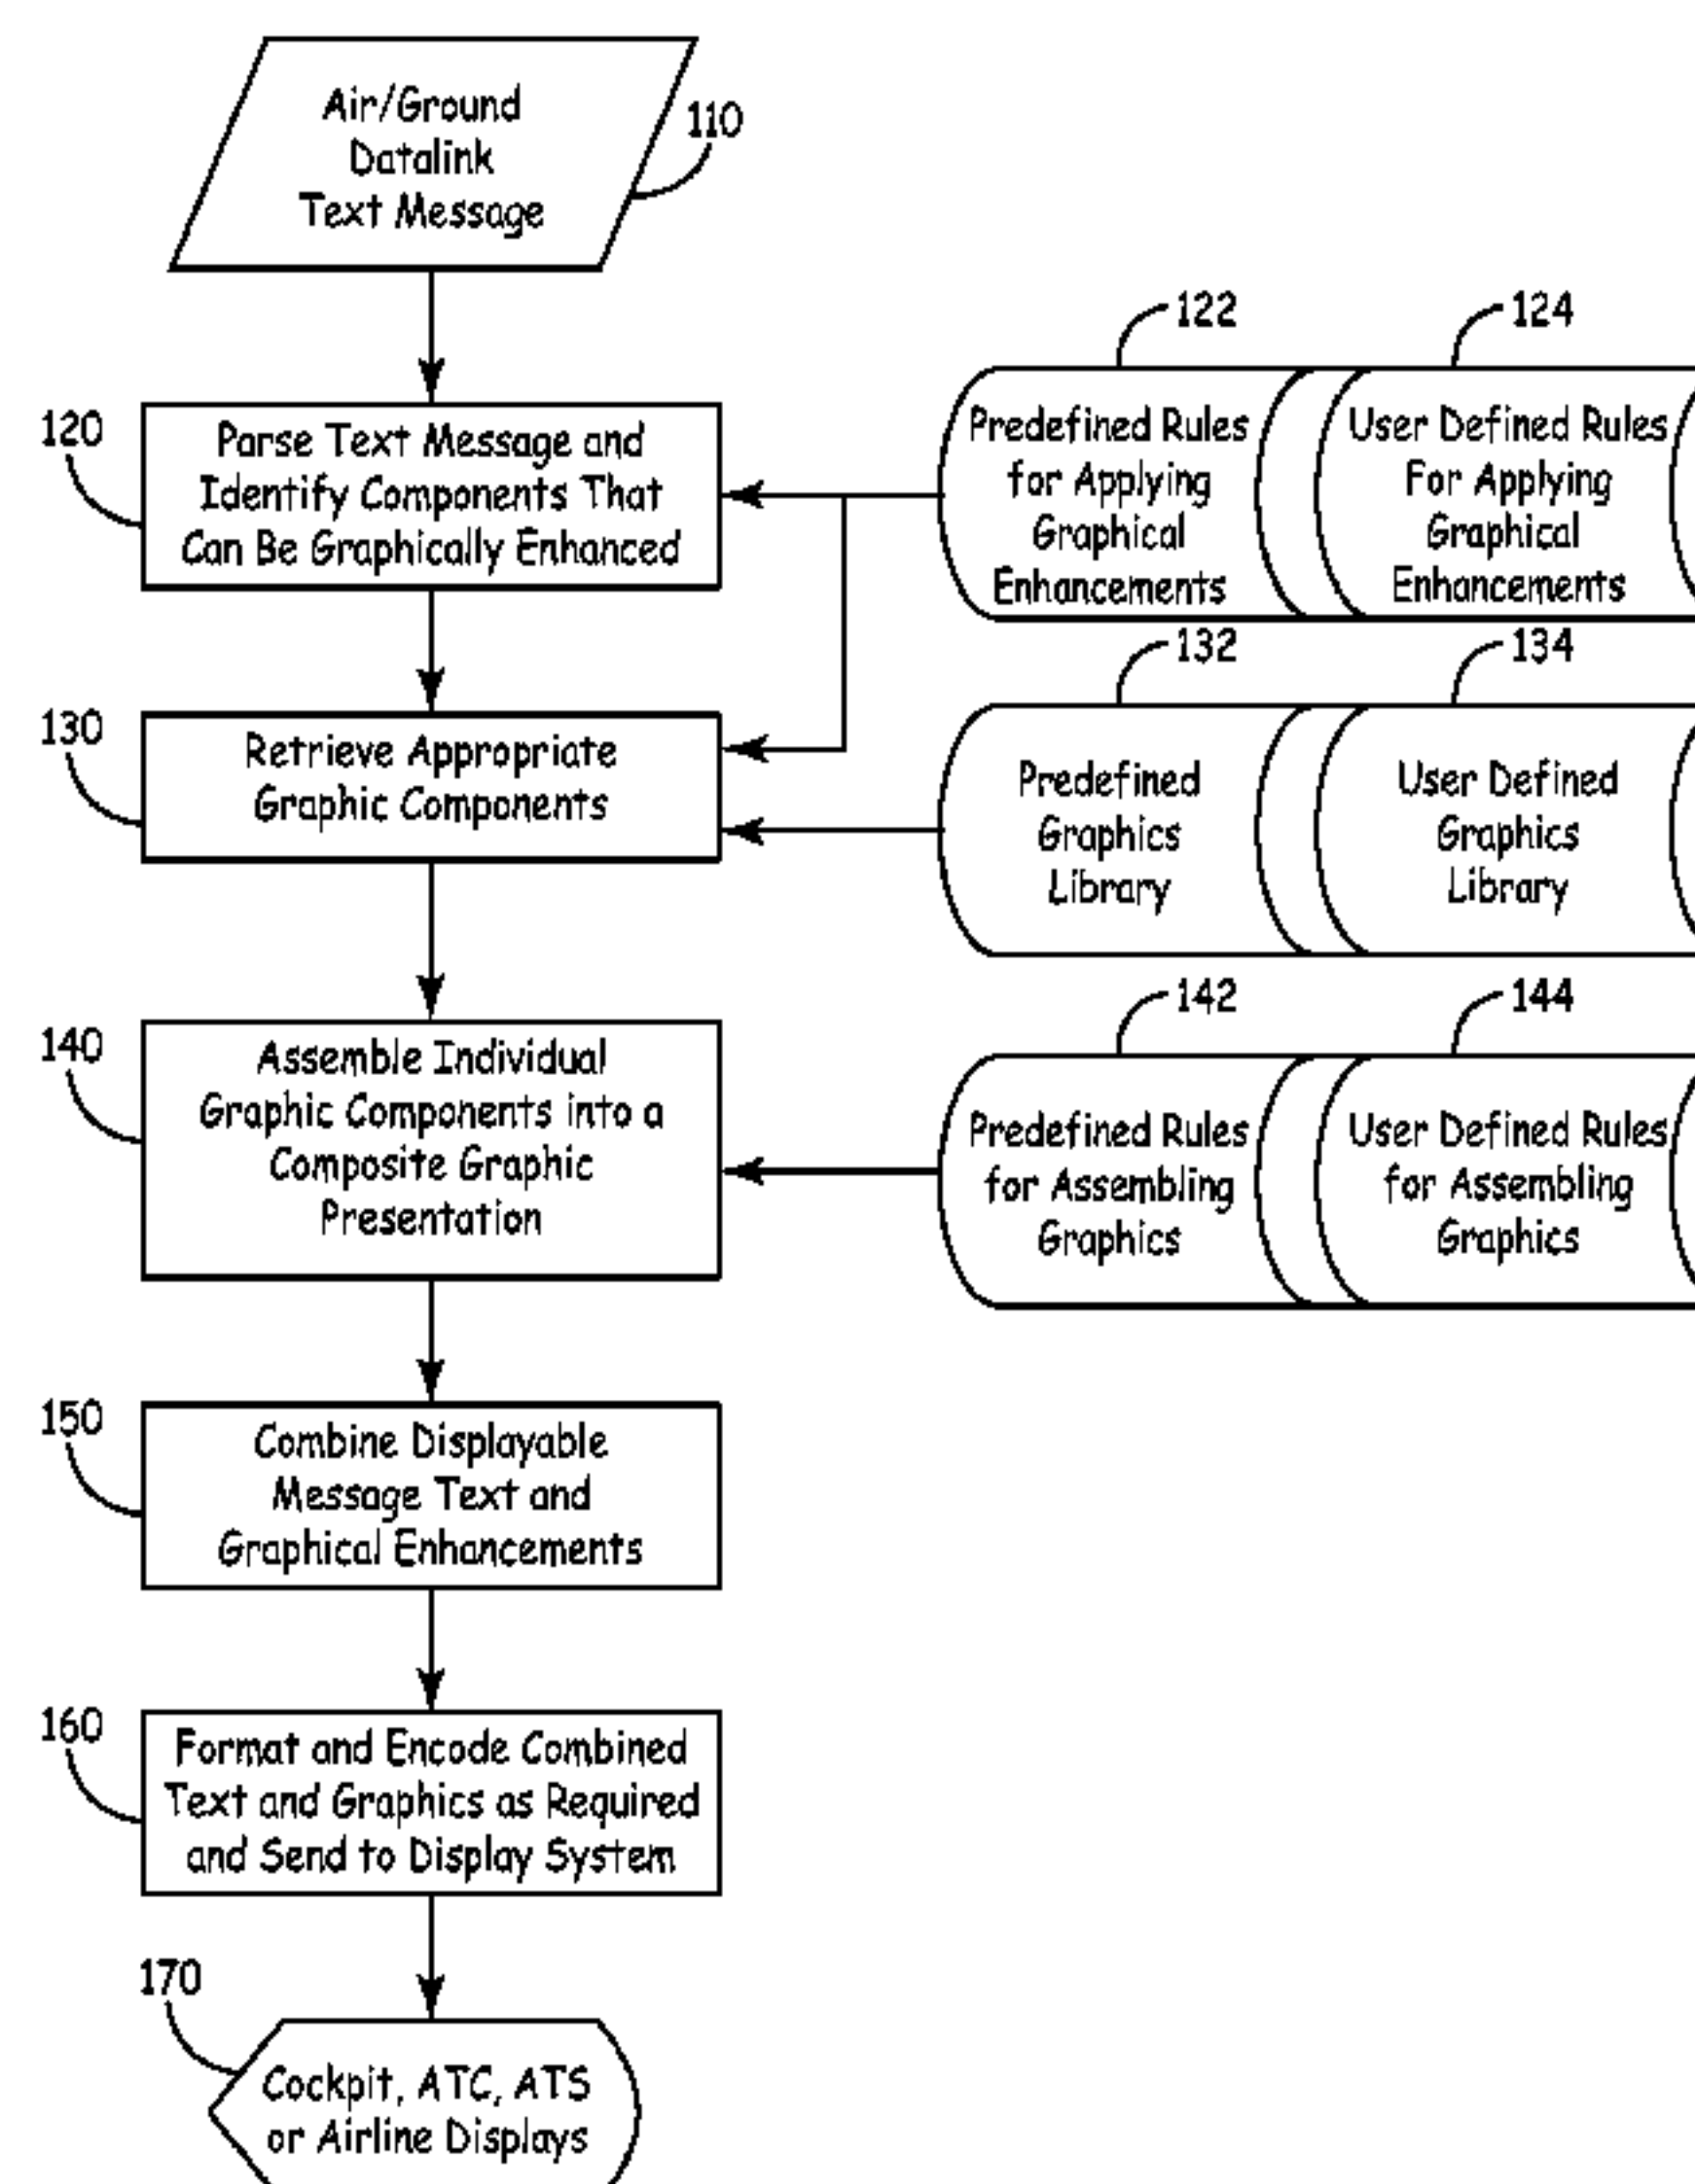 Air/Ground
Datalink
Text Message
110
120
Parse Text Message and
Identify Components That
Can Be Graphically Enhanced
122
Predefined Rules
for Applying
Graphical
Enhancements
124
User Defined Rules
For Applying
Graphical
Enhancements
130
Retrieve Appropriate
Graphic Components
132
Predefined
Graphics
Library
134
User Defined
Graphics
Library
140
Assemble Individual
Graphic Components into a
Composite Graphic
Presentation
142
Predefined Rules
for Assembling
Graphics
144
User Defined Rules
for Assembling
Graphics
150
Combine Displayable
Message Text and
Graphical Enhancements
160
Format and Encode Combined
Text and Graphics as Required
and Send to Display System
170
Cockpit, ATC, ATS
or Airline Displays